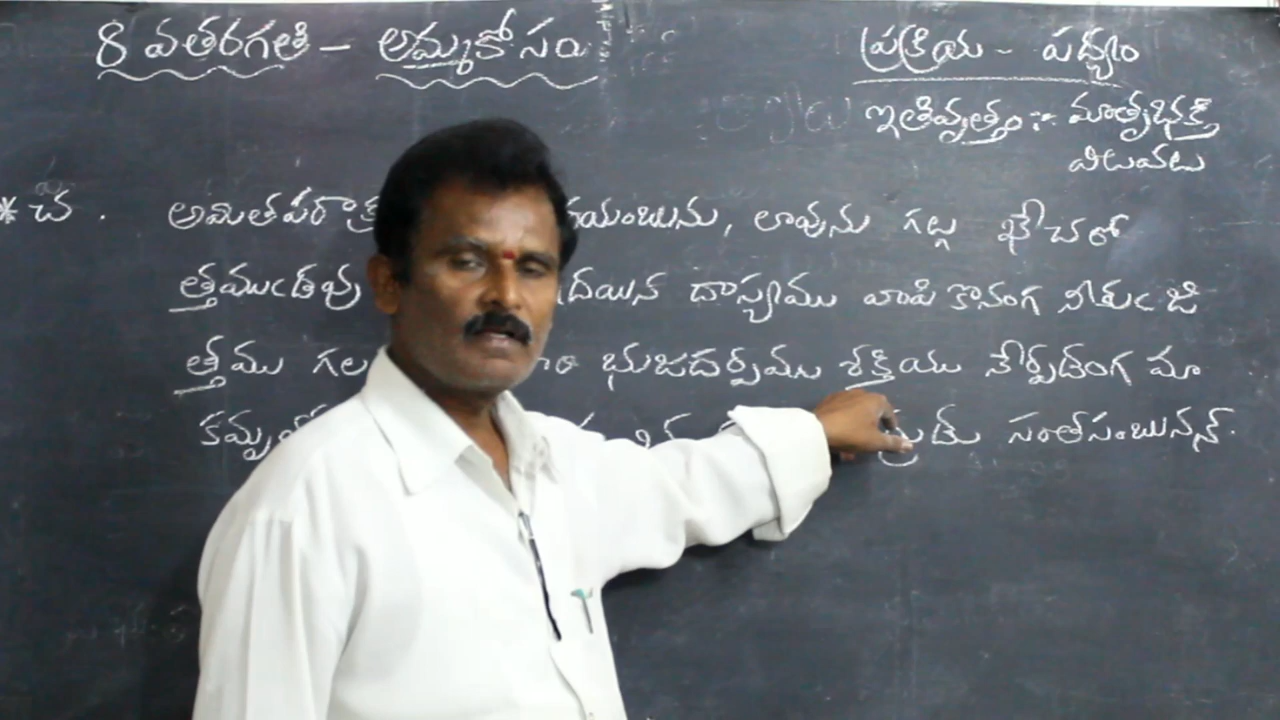 8 వతరగతి - అమ్మకోసం
ప్రక్రియ - పద్యం
ఇతివృత్తం :- మాతృభక్తి
విలువలు
* చ . అమితపరాక్ర యంబును, లావును గల్గ ఖేచరో
త్తముఁడవు దయిన దాస్యము వాపి కొనంగ నీతుఁ జి
త్తము గల భుజదర్పము శక్తియు నేర్పడంగ మా
సంతసంబునన్.